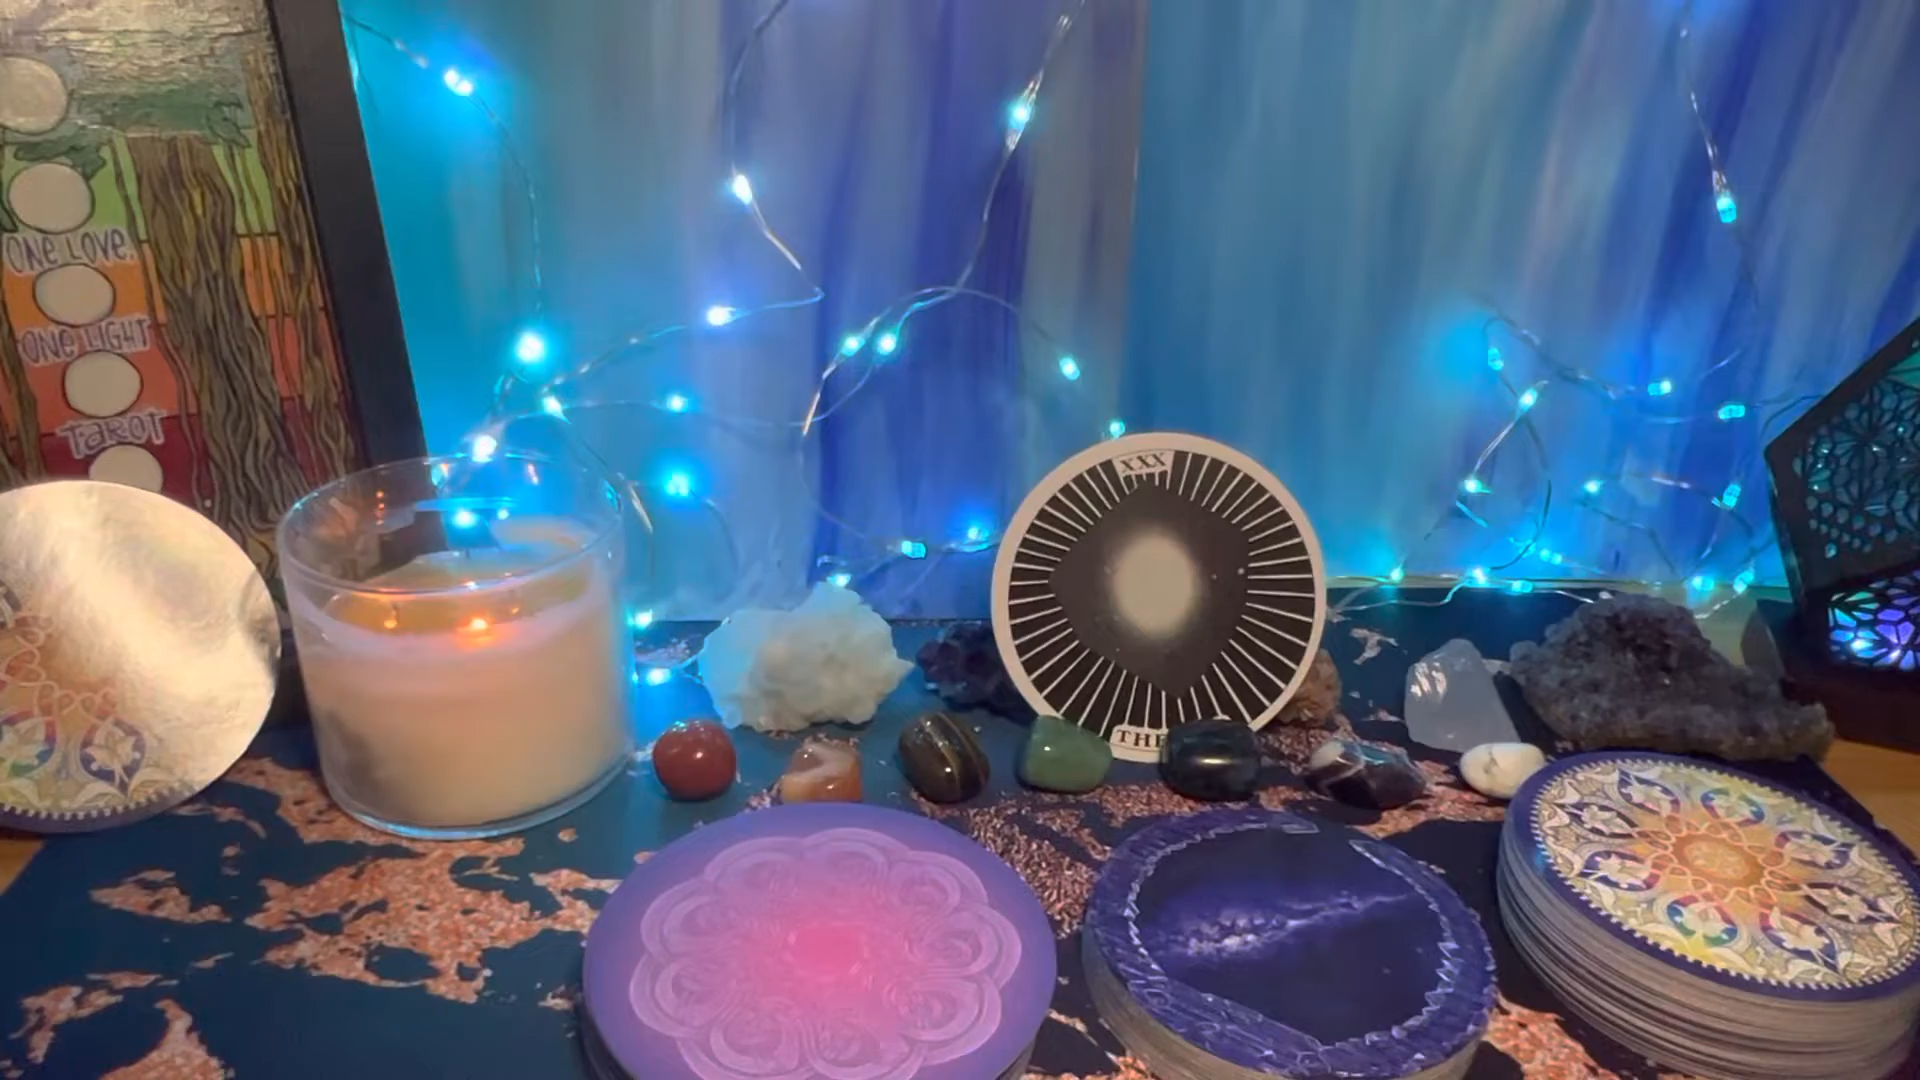 ONE LOVE.
ONE LIGHT
TAROT
XXX
THE